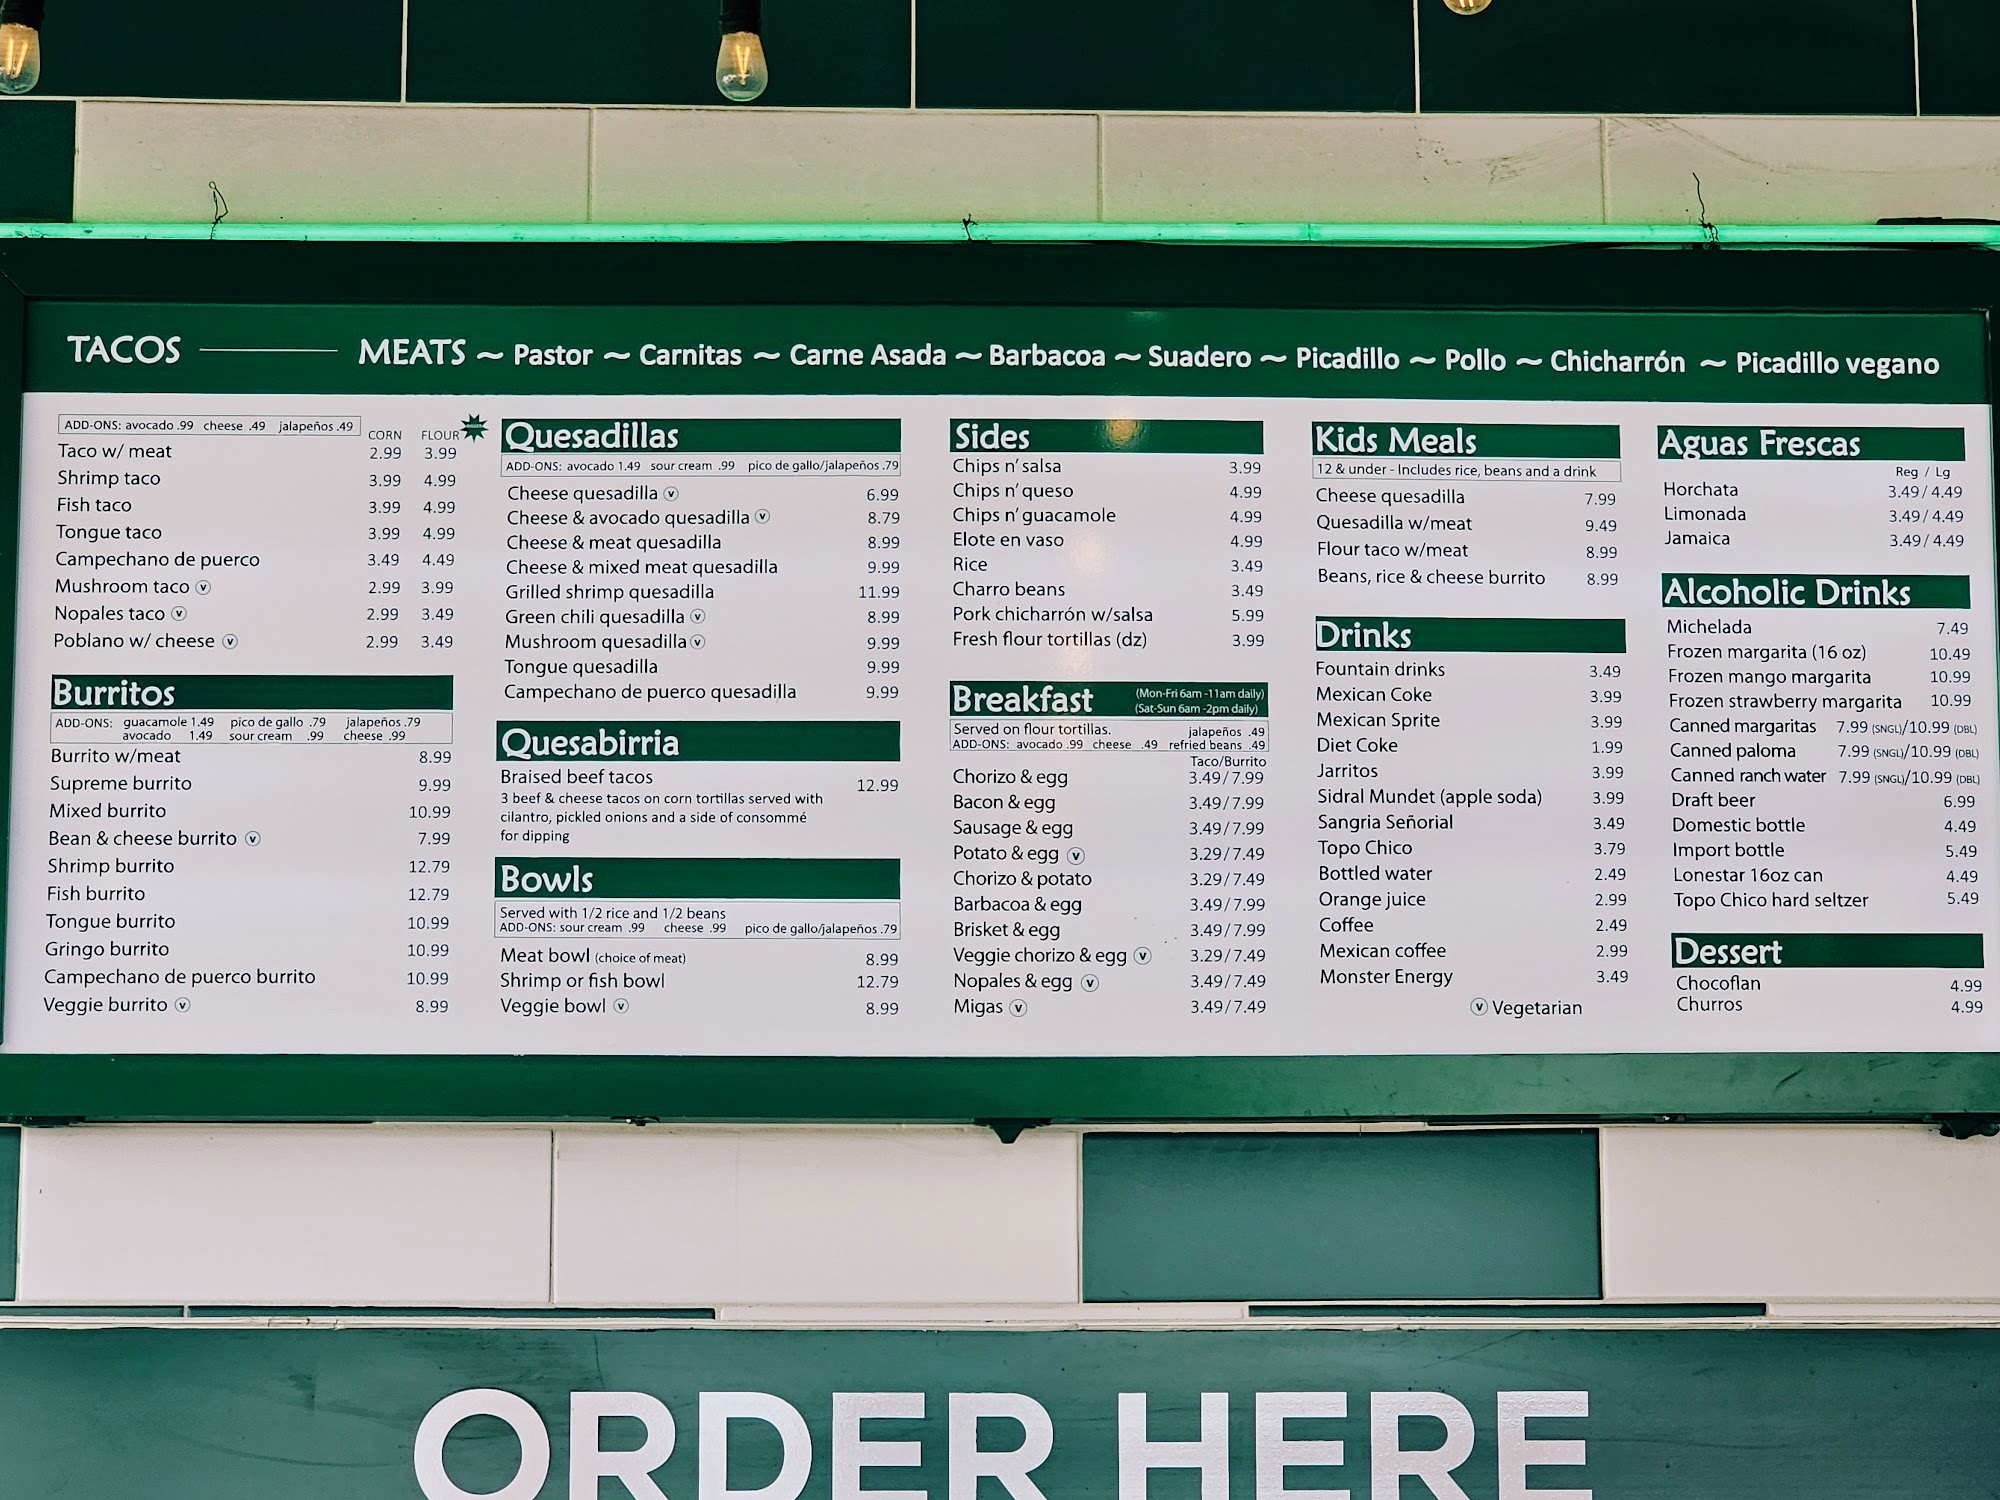 TACOS MEATS ~ Pastor ~ Carnitas ~ Carne Asada ~ Barbacoa ~ Suadero ~ Picadillo ~ Pollo ~ Chicharrón ~ Picadillo vegano
ADD-ONS: avocado .99 cheese .49 jalapeños .49
CORN FLOUR
Taco w/ meat 2.99 3.99
Shrimp taco 3.99 4.99
Fish taco 3.99 4.99
Tongue taco 3.99 4.99
Campechano de puerco 3.49 4.49
Mushroom taco v 2.99 3.99
Nopales taco v 2.99 3.49
Poblano w/ cheese v 2.99 3.49
Burritos
ADD-ONS: guacamole 1.49 pico de gallo .79 jalapeños .79
avocado 1.49 sour cream .99 cheese .99
Burrito w/meat 8.99
Supreme burrito 9.99
Mixed burrito 10.99
Bean & cheese burrito v 7.99
Shrimp burrito 12.79
Fish burrito 12.79
Tongue burrito 10.99
Gringo burrito 10.99
Campechano de puerco burrito 10.99
Veggie burrito v 8.99
Quesadillas
ADD-ONS: avocado 1.49 sour cream .99 pico de gallo/jalapeños .79
Cheese quesadilla v 6.99
Cheese & avocado quesadilla v 8.79
Cheese & meat quesadilla 8.99
Cheese & mixed meat quesadilla 9.99
Grilled shrimp quesadilla 11.99
Green chili quesadilla v 8.99
Mushroom quesadilla v 9.99
Tongue quesadilla 9.99
Campechano de puerco quesadilla 9.99
Quesabirria
Braised beef tacos 12.99
3 beef & cheese tacos on corn tortillas served with
cilantro, pickled onions and a side of consommé
for dipping
Bowls
Served with 1/2 rice and 1/2 beans
ADD-ONS: sour cream .99 cheese .99 pico de gallo/jalapeños .79
Meat bowl (choice of meat) 8.99
Shrimp or fish bowl 12.79
Veggie bowl v 8.99
Sides
Chips n' salsa 3.99
Chips n' queso 4.99
Chips n' guacamole 4.99
Elote en vaso 4.99
Rice 3.49
Charro beans 3.49
Pork chicharrón w/salsa 5.99
Fresh flour tortillas (dz) 3.99
Breakfast (Mon-Fri 6am -11am daily)
(Sat-Sun 6am -2pm daily)
Served on flour tortillas. jalapeños .49
ADD-ONS: avocado .99 cheese .49 refried beans .49
Taco/Burrito
Chorizo & egg 3.49/7.99
Bacon & egg 3.49/7.99
Sausage & egg 3.49/7.99
Potato & egg v 3.29/7.49
Chorizo & potato 3.29/7.49
Barbacoa & egg 3.49/7.99
Brisket & egg 3.49/7.99
Veggie chorizo & egg v 3.29/7.49
Nopales & egg v 3.49/7.49
Migas v 3.49/7.49
Kids Meals
12 & under - Includes rice, beans and a drink
Cheese quesadilla 7.99
Quesadilla w/meat 9.49
Flour taco w/meat 8.99
Beans, rice & cheese burrito 8.99
Drinks
Fountain drinks 3.49
Mexican Coke 3.99
Mexican Sprite 3.99
Diet Coke 1.99
Jarritos 3.99
Sidral Mundet (apple soda) 3.99
Sangria Señorial 3.49
Topo Chico 3.79
Bottled water 2.49
Orange juice 2.99
Coffee 2.49
Mexican coffee 2.99
Monster Energy 3.49
v Vegetarian
Aguas Frescas
Reg / Lg
Horchata 3.49/4.49
Limonada 3.49/4.49
Jamaica 3.49/4.49
Alcoholic Drinks
Michelada 7.49
Frozen margarita (16 oz) 10.49
Frozen mango margarita 10.99
Frozen strawberry margarita 10.99
Canned margaritas 7.99 (SNGL)/10.99 (DBL)
Canned paloma 7.99 (SNGL)/10.99 (DBL)
Canned ranch water 7.99 (SNGL)/10.99 (DBL)
Draft beer 6.99
Domestic bottle 4.49
Import bottle 5.49
Lonestar 16oz can 4.49
Topo Chico hard seltzer 5.49
Dessert
Chocoflan 4.99
Churros 4.99
ORDER HERE